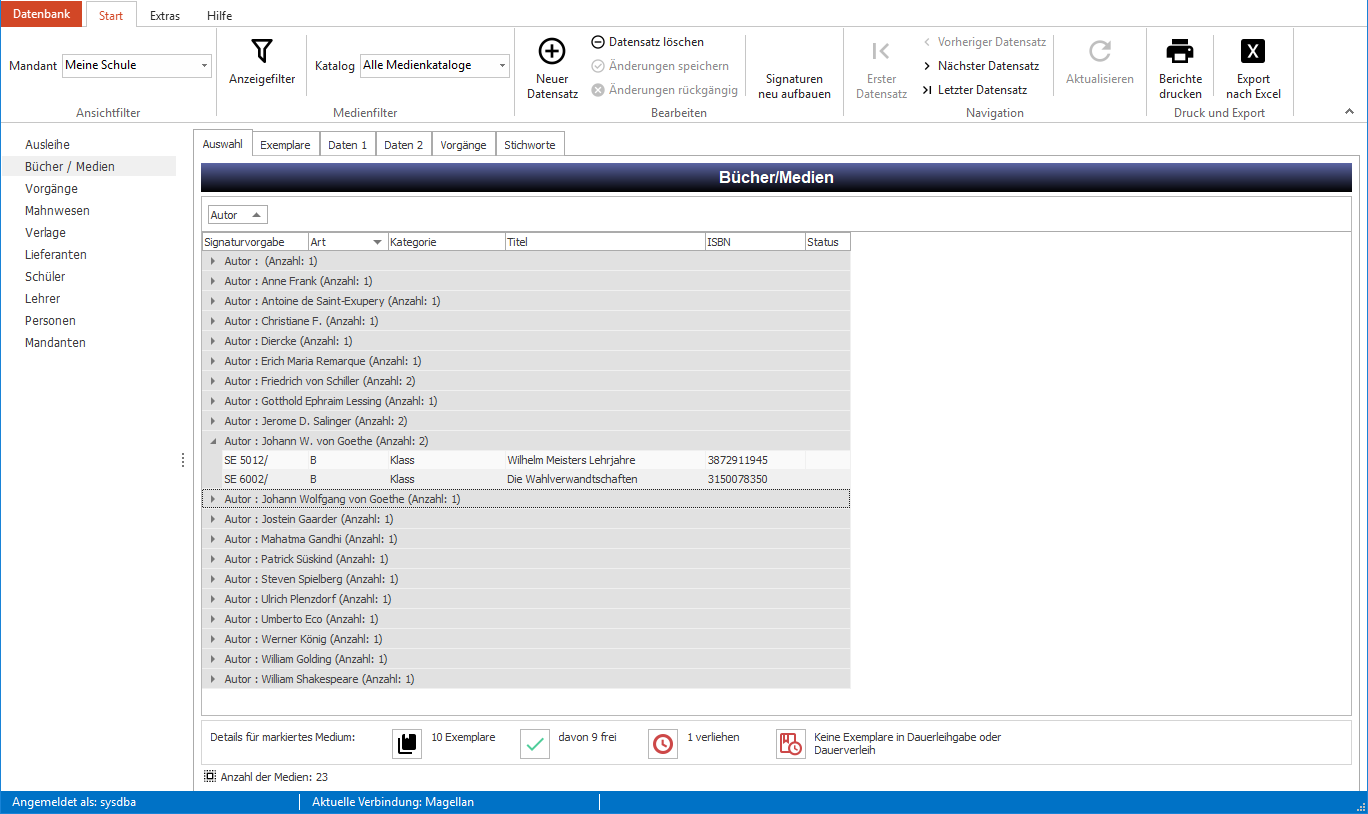 Datenbank Start Extras Hilfe
Mandant Meine Schule
Ansichtfilter
Anzeigefilter
Katalog Alle Medienkataloge
Medienfilter
Neuer
Datensatz
Datensatz löschen
Änderungen speichern
Änderungen rückgängig
Signaturen
neu aufbauen
Bearbeiten
Erster
Datensatz
Vorheriger Datensatz
Nächster Datensatz
Letzter Datensatz
Navigation
Aktualisieren
Berichte
drucken
X
Export
nach Excel
Druck und Export
Ausleihe
Bücher / Medien
Vorgänge
Mahnwesen
Verlage
Lieferanten
Schüler
Lehrer
Personen
Mandanten
Auswahl Exemplare Daten 1 Daten 2 Vorgänge Stichworte
Bücher/Medien
Autor
Signaturvorgabe Art Kategorie Titel ISBN Status
Autor : (Anzahl: 1)
Autor : Anne Frank (Anzahl: 1)
Autor : Antoine de Saint-Exupery (Anzahl: 1)
Autor : Christiane F. (Anzahl: 1)
Autor : Diercke (Anzahl: 1)
Autor : Erich Maria Remarque (Anzahl: 1)
Autor : Friedrich von Schiller (Anzahl: 2)
Autor : Gotthold Ephraim Lessing (Anzahl: 1)
Autor : Jerome D. Salinger (Anzahl: 2)
Autor : Johann W. von Goethe (Anzahl: 2)
SE 5012/ B Klass Wilhelm Meisters Lehrjahre 3872911945
SE 6002/ B Klass Die Wahlverwandtschaften 3150078350
Autor : Johann Wolfgang von Goethe (Anzahl: 1)
Autor : Jostein Gaarder (Anzahl: 1)
Autor : Mahatma Gandhi (Anzahl: 1)
Autor : Patrick Süskind (Anzahl: 1)
Autor : Steven Spielberg (Anzahl: 1)
Autor : Ulrich Plenzdorf (Anzahl: 1)
Autor : Umberto Eco (Anzahl: 1)
Autor : Werner König (Anzahl: 1)
Autor : William Golding (Anzahl: 1)
Autor : William Shakespeare (Anzahl: 1)
Details für markiertes Medium: 10 Exemplare davon 9 frei 1 verliehen
Keine Exemplare in Dauerleihgabe oder
Dauerverleih
Anzahl der Medien: 23
Angemeldet als: sysdba Aktuelle Verbindung: Magellan